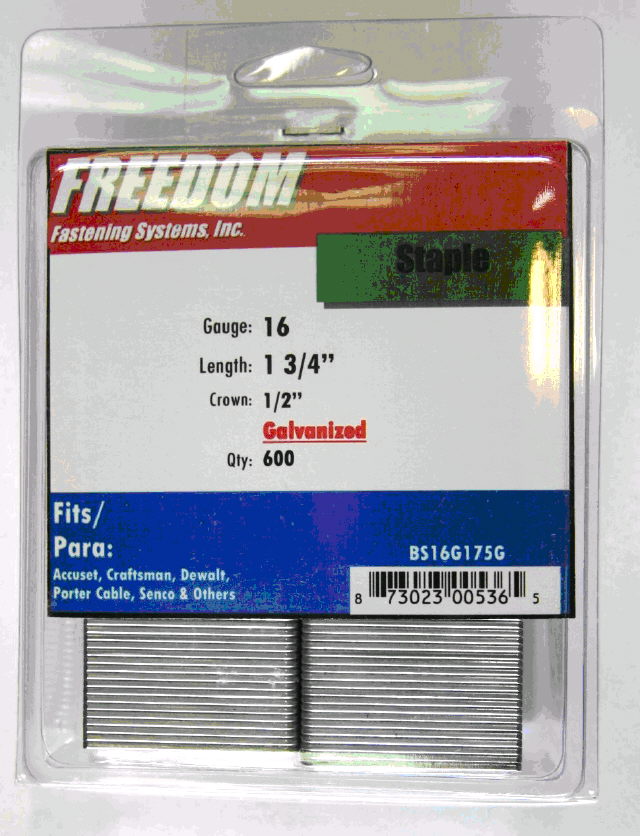 FREEDOM
Fastening Systems, Inc.
Staple
Gauge: 16
Length: 1 3/4”
Crown: 1/2”
Galvanized
Qty: 600
Fits/
Para:
Accuset, Craftsman, Dewalt,
Porter Cable, Senco & Others
BS16G175G
8 73023 00536 5